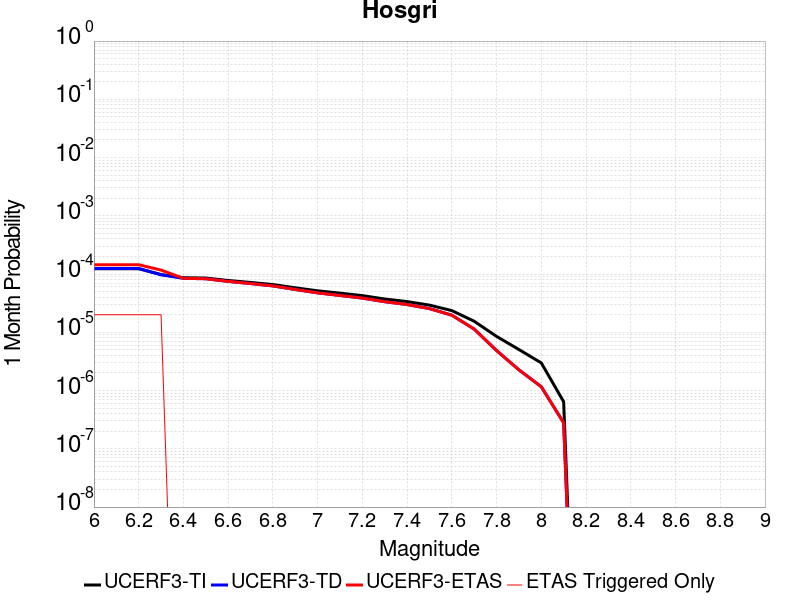 Hosgri
10^0
10^-1
10^-2
10^-3
10^-4
10^-5
10^-6
10^-7
10^-8
1 Month Probability
6 6.2 6.4 6.6 6.8 7 7.2 7.4 7.6 7.8 8 8.2 8.4 8.6 8.8 9
Magnitude
UCERF3-TI UCERF3-TD UCERF3-ETAS ETAS Triggered Only